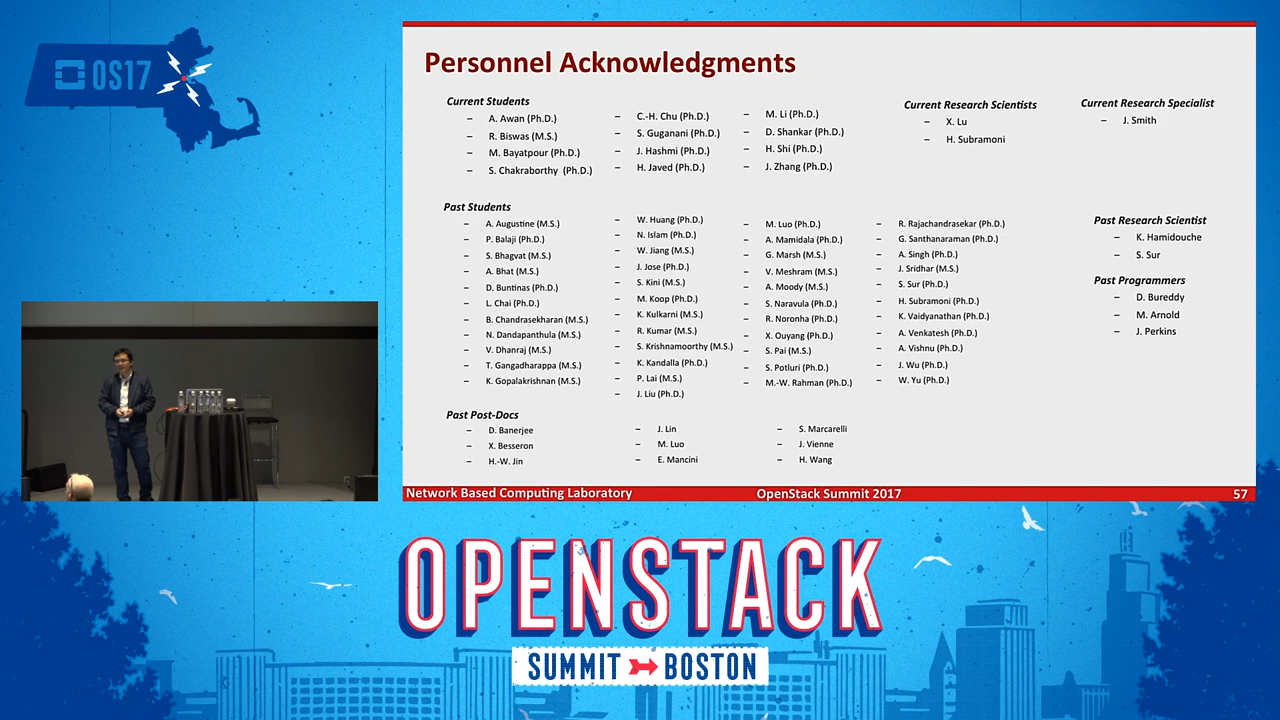 OS17
Personnel Acknowledgments
Current Students
– A. Awan (Ph.D.)
– R. Biswas (M.S.)
– M. Bayatpour (Ph.D.)
– S. Chakraborthy (Ph.D.)
– C.-H. Chu (Ph.D.)
– S. Guganani (Ph.D.)
– J. Hashmi (Ph.D.)
– H. Javed (Ph.D.)
– M. Li (Ph.D.)
– D. Shankar (Ph.D.)
– H. Shi (Ph.D.)
– J. Zhang (Ph.D.)
Current Research Scientists
– X. Lu
– H. Subramoni
Current Research Specialist
– J. Smith
Past Students
– A. Augustine (M.S.)
– P. Balaji (Ph.D.)
– S. Bhagvat (M.S.)
– A. Bhat (M.S.)
– D. Buntinas (Ph.D.)
– L. Chai (Ph.D.)
– B. Chandrasekharan (M.S.)
– N. Dandapanthula (M.S.)
– V. Dhanraj (M.S.)
– T. Gangadharappa (M.S.)
– K. Gopalakrishnan (M.S.)
– W. Huang (Ph.D.)
– N. Islam (Ph.D.)
– W. Jiang (M.S.)
– J. Jose (Ph.D.)
– S. Kini (M.S.)
– M. Koop (Ph.D.)
– K. Kulkarni (M.S.)
– R. Kumar (M.S.)
– S. Krishnamoorthy (M.S.)
– K. Kandalla (Ph.D.)
– P. Lai (M.S.)
– J. Liu (Ph.D.)
– M. Luo (Ph.D.)
– A. Mamidala (Ph.D.)
– G. Marsh (M.S.)
– V. Meshram (M.S.)
– A. Moody (M.S.)
– S. Naravula (Ph.D.)
– R. Noronha (Ph.D.)
– X. Ouyang (Ph.D.)
– S. Pai (M.S.)
– S. Potluri (Ph.D.)
– M.-W. Rahman (Ph.D.)
– R. Rajachandrasekar (Ph.D.)
– G. Santhanaraman (Ph.D.)
– A. Singh (Ph.D.)
– J. Sridhar (M.S.)
– S. Sur (Ph.D.)
– H. Subramoni (Ph.D.)
– K. Vaidyanathan (Ph.D.)
– A. Venkatesh (Ph.D.)
– A. Vishnu (Ph.D.)
– J. Wu (Ph.D.)
– W. Yu (Ph.D.)
Past Research Scientist
– K. Hamidouche
– S. Sur
Past Programmers
– D. Bureddy
– M. Arnold
– J. Perkins
Past Post-Docs
– D. Banerjee
– X. Besseron
– H.-W. Jin
– J. Lin
– M. Luo
– E. Mancini
– S. Marcarelli
– J. Vienne
– H. Wang
Network Based Computing Laboratory
OpenStack Summit 2017
57
OPENSTACK
SUMMIT BOSTON